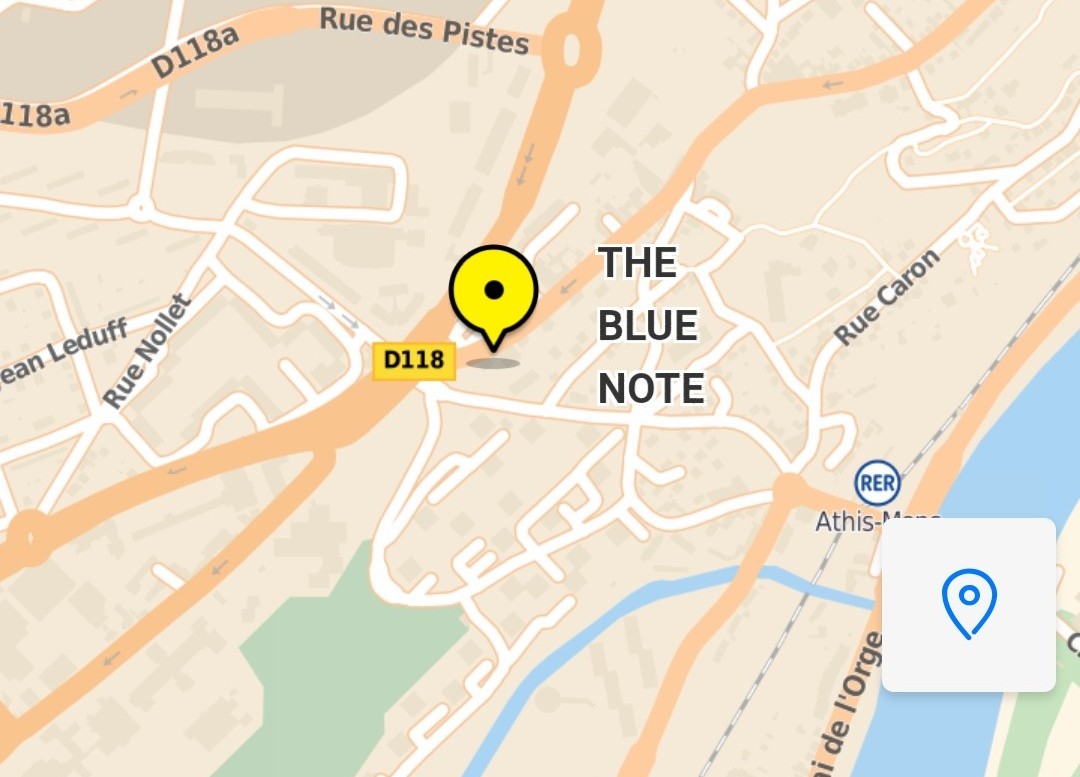 Rue des Pistes
D118a
118a
THE
BLUE
NOTE
Rue Caron
Rue Nollet
ean Leduff
D118
RER
Athis-Mons
ai de l'Orge